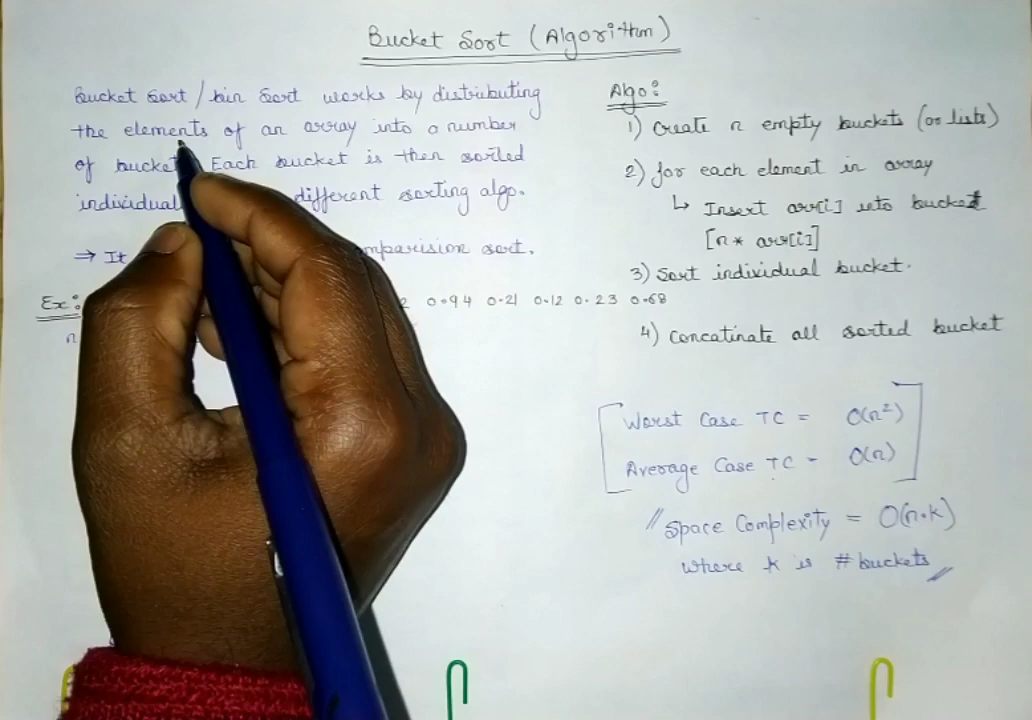 Bucket Sort (Algorithm)
Bucket Sort / bin Sort works by distributing
the elements of an array into a number
of bucket Each bucket is then sorted
individual different sorting algo.
⇒ It comparision sort.
Ex:
0.94 0.21 0.12 0.23 0.68
n
Algo:
1) Create n empty buckets (or lists)
2) for each element in array
↳ Insert arr[i] into bucket
[n* arr[i]]
3) Sort individual bucket.
4) Concatinate all sorted bucket
Worst Case TC = O(n²)
Average Case TC - O(n)
// Space Complexity = O(n.k)
where k is # buckets //